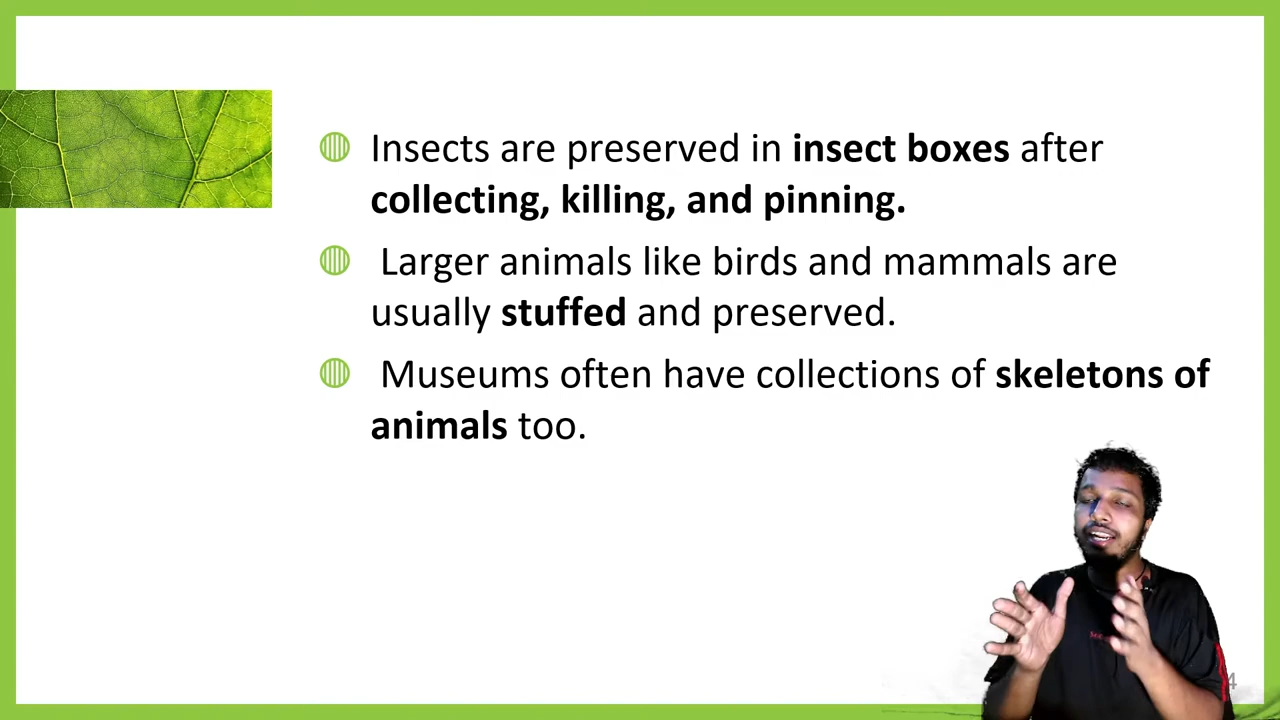 Insects are preserved in insect boxes after
collecting, killing, and pinning.
Larger animals like birds and mammals are
usually stuffed and preserved.
Museums often have collections of skeletons of
animals too.
4